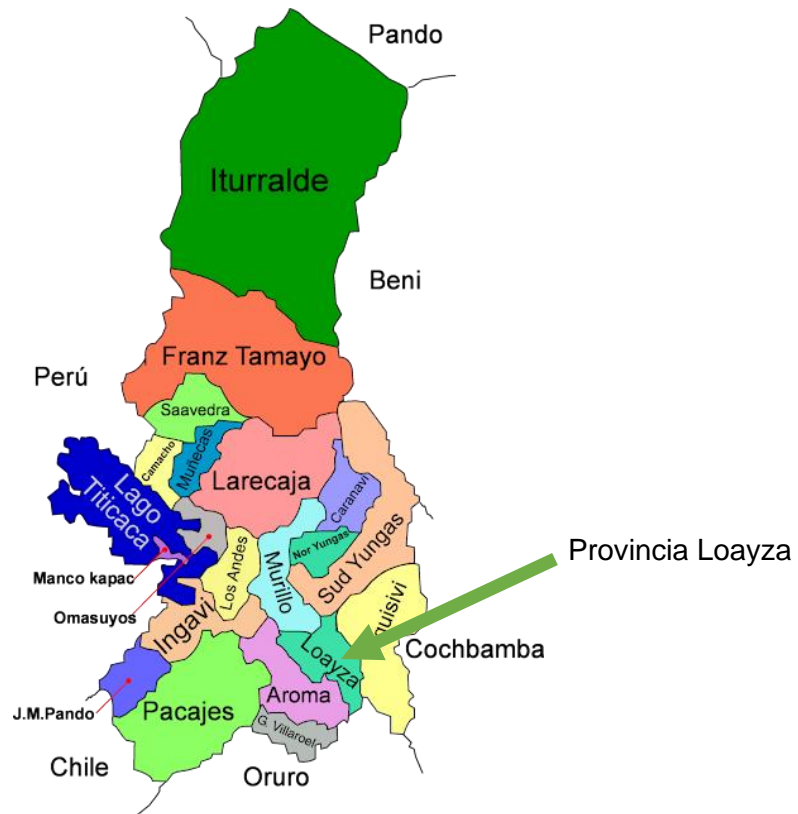 Pando
Iturralde
Beni
Franz Tamayo
Perú
Saavedra
Camacho
Muñecas
Larecaja
Caranavi
Lago
Titicaca
Nor Yungas
Sud Yungas
Provincia Loayza
Manco kapac
Los Andes
Murillo
Omasuyos
Ingavi
uisivi
Loayza
Cochbamba
Aroma
J.M.Pando
Pacajes
G. Villaroel
Chile
Oruro